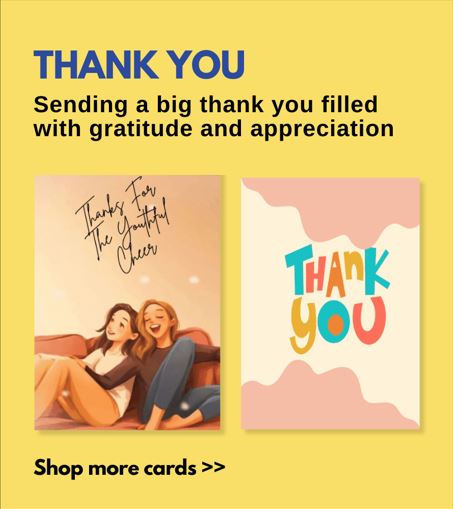 THANK YOU
Sending a big thank you filled
with gratitude and appreciation
Thanks For
The Youthful
Cheer
THANK
YOU
Shop more cards >>